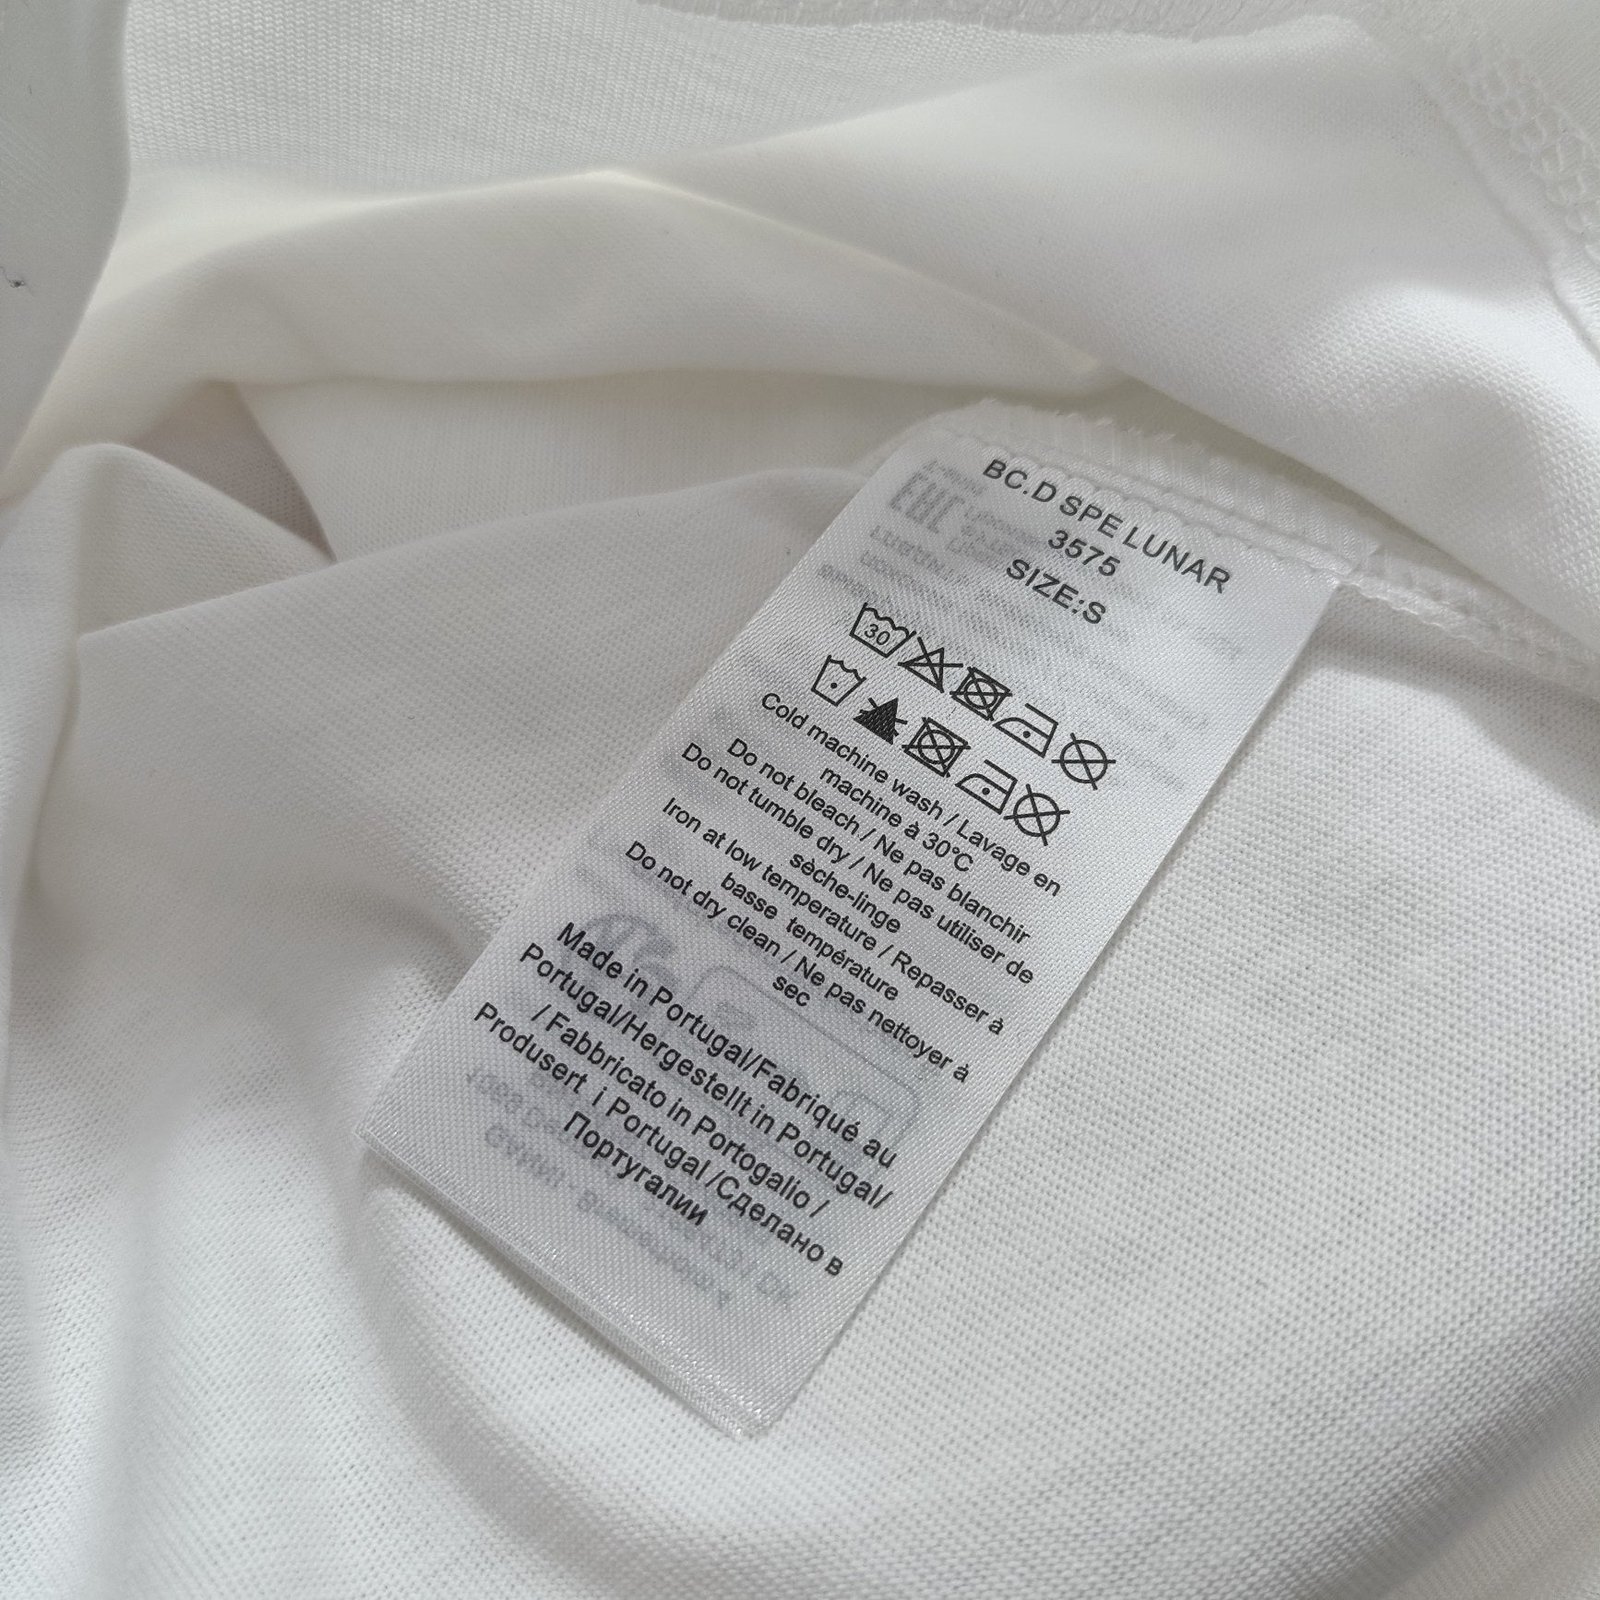 BC.D SPE LUNAR
3575
SIZE:S
30
Cold machine wash / Lavage en
machine à 30°C
Do not bleach / Ne pas blanchir
Do not tumble dry / Ne pas utiliser de
sèche-linge
Iron at low temperature / Repasser à
basse température
Do not dry clean / Ne pas nettoyer à
sec
Made in Portugal/Fabriqué au
Portugal/Hergestellt in Portugal/
/ Fabbricato in Portogalio /
Produsert i Portugal /Сделано в
Португалии
EAC